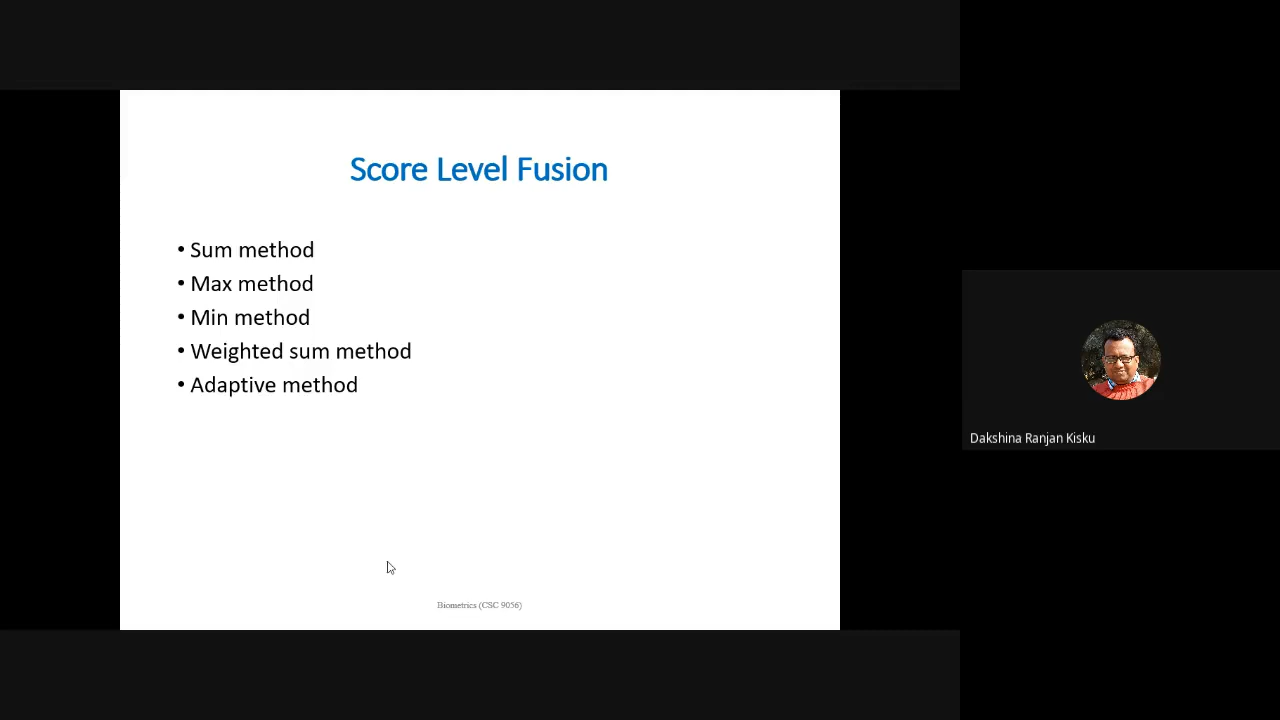 Score Level Fusion
• Sum method
• Max method
• Min method
• Weighted sum method
• Adaptive method
Biometrics (CSC 9056)
Dakshina Ranjan Kisku